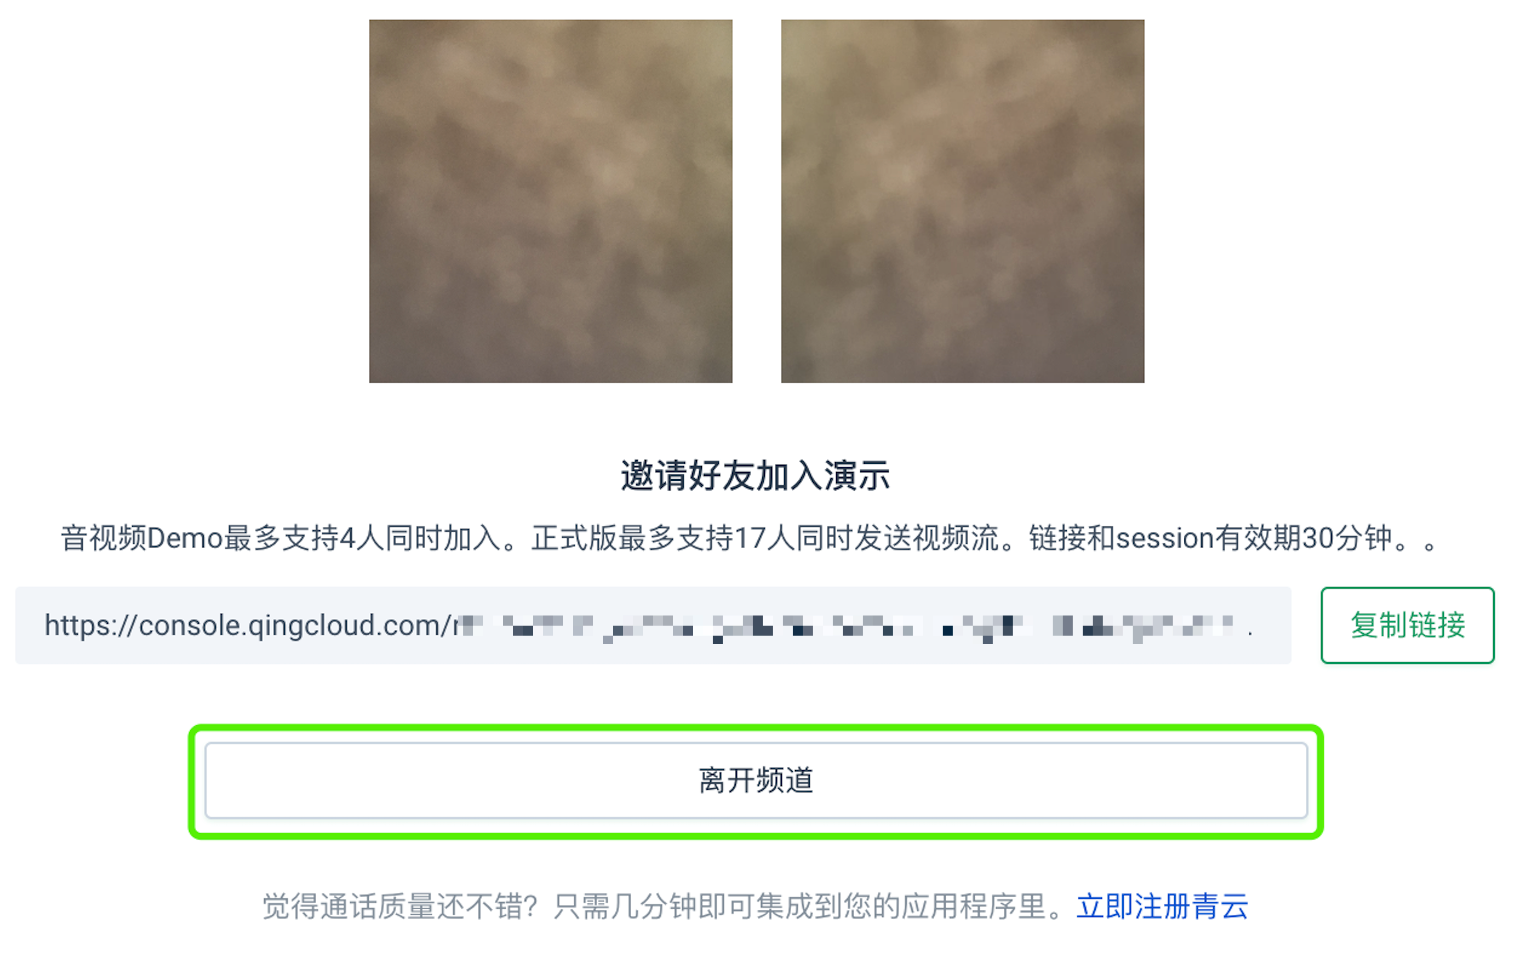 邀请好友加入演示
音视频Demo最多支持4人同时加入。正式版最多支持17人同时发送视频流。链接和session有效期30分钟。。
https://console.qingcloud.com/
复制链接
离开频道
觉得通话质量还不错？只需几分钟即可集成到您的应用程序里。立即注册青云